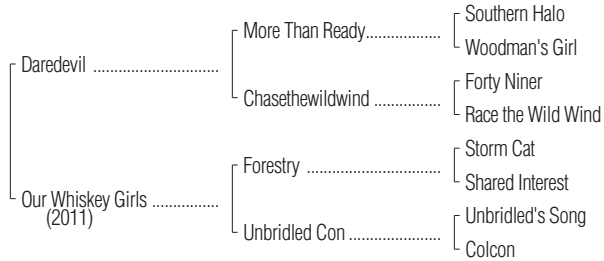 Southern Halo
More Than Ready..................
Woodman's Girl
Daredevil ..............................
Forty Niner
Chasethewildwind ................
Race the Wild Wind
Storm Cat
Forestry ................................
Shared Interest
Our Whiskey Girls ................
(2011)
Unbridled's Song
Unbridled Con ......................
Colcon